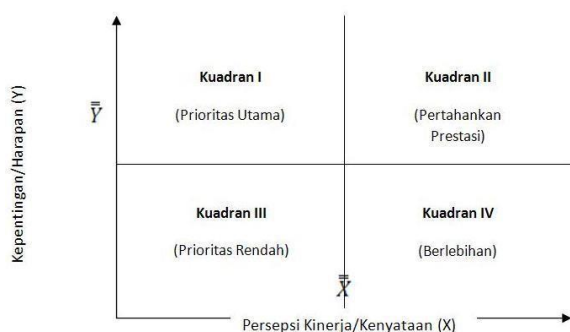 Kepentingan/Harapan (Y)
Kuadran I
(Prioritas Utama)
Kuadran II
(Pertahankan
Prestasi)
Y̿
Kuadran III
(Prioritas Rendah)
Kuadran IV
(Berlebihan)
X̿
Persepsi Kinerja/Kenyataan (X)